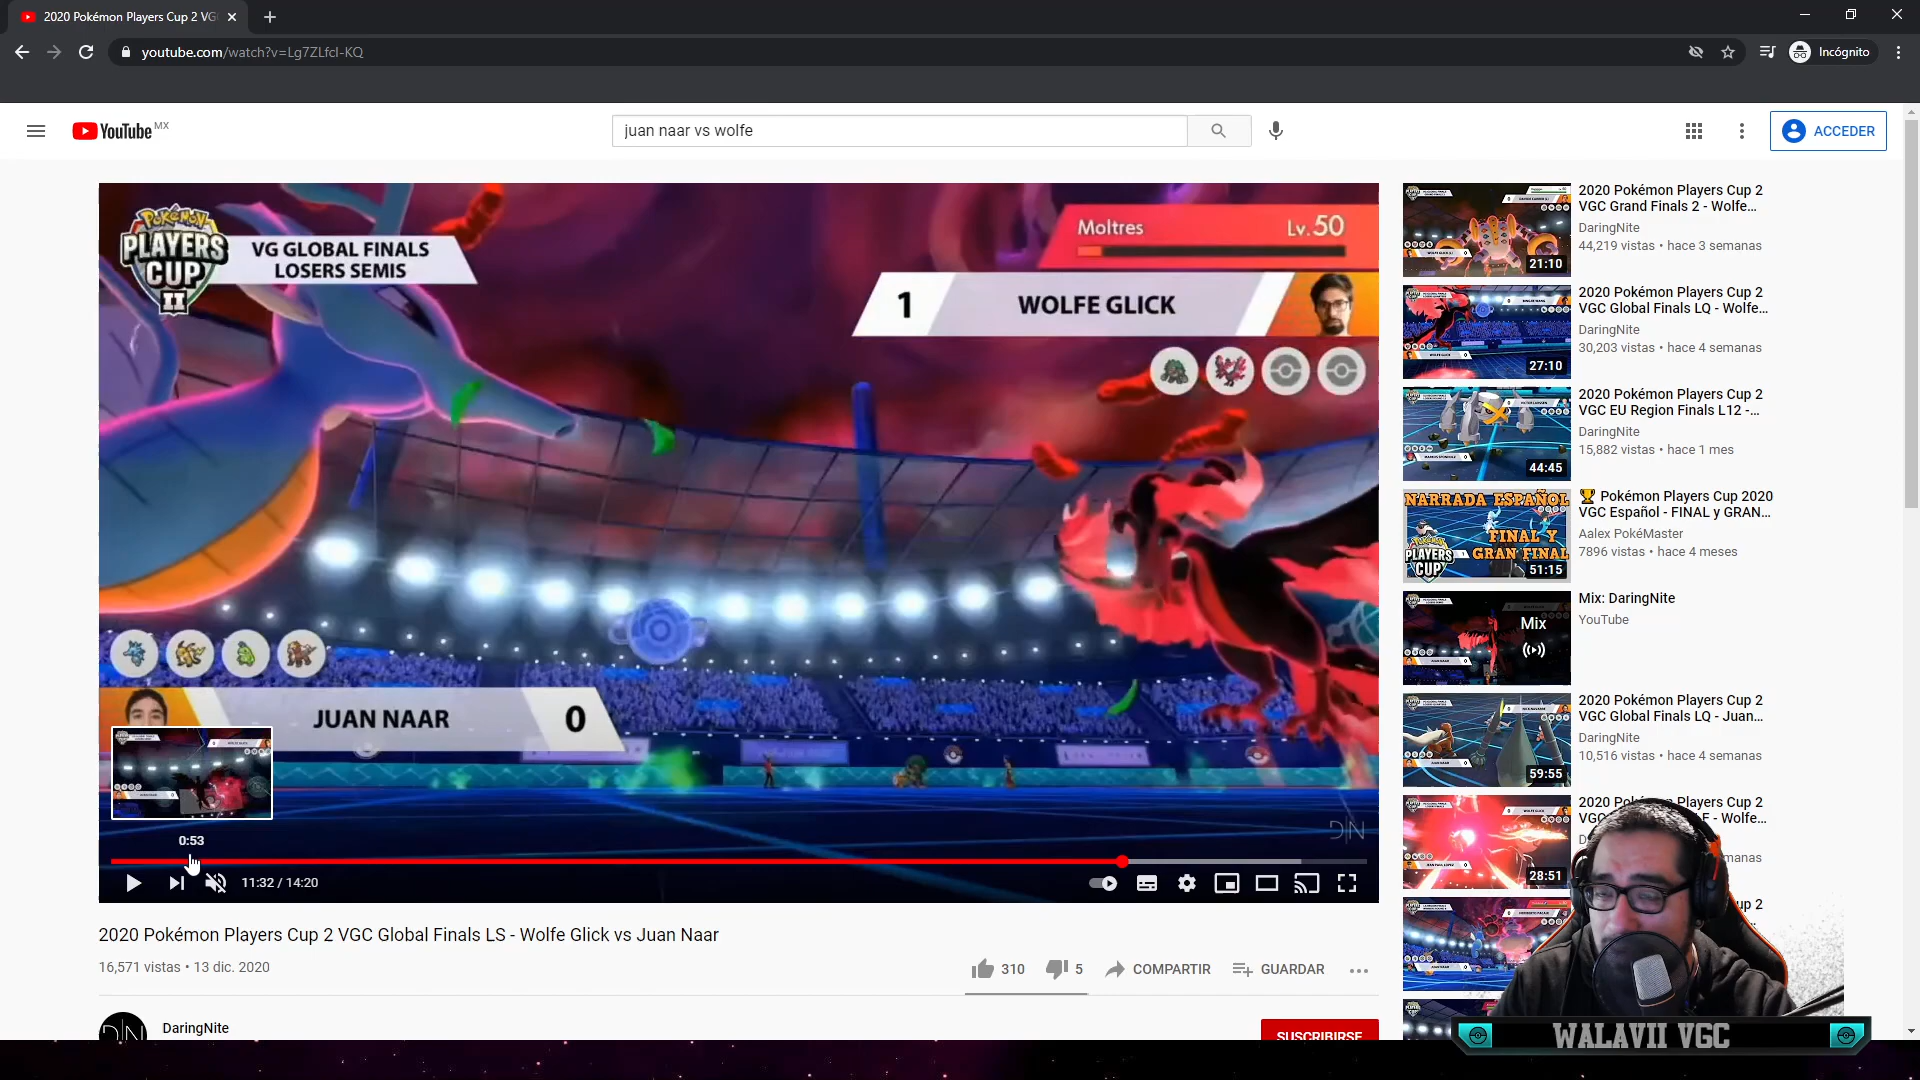 2020 Pokémon Players Cup 2 VG
youtube.com/watch?v=Lg7ZLfcI-KQ
Incógnito
YouTube MX
juan naar vs wolfe
ACCEDER
Pokémon
PLAYERS
CUP
II
VG GLOBAL FINALS
LOSERS SEMIS
Moltres Lv. 50
1 WOLFE GLICK
JUAN NAAR 0
0:53
DN
11:32 / 14:20
2020 Pokémon Players Cup 2 VGC Global Finals LS - Wolfe Glick vs Juan Naar
16,571 vistas • 13 dic. 2020
310
5
COMPARTIR
GUARDAR
DN
DaringNite
SUSCRIBIRSE
2020 Pokémon Players Cup 2
VGC Grand Finals 2 - Wolfe...
DaringNite
44,219 vistas • hace 3 semanas
21:10
2020 Pokémon Players Cup 2
VGC Global Finals LQ - Wolfe...
DaringNite
30,203 vistas • hace 4 semanas
27:10
2020 Pokémon Players Cup 2
VGC EU Region Finals L12 -...
DaringNite
15,882 vistas • hace 1 mes
44:45
NARRADA ESPAÑOL
FINAL Y
GRAN FINAL
PLAYERS
CUP
51:15
🏆 Pokémon Players Cup 2020
VGC Español - FINAL y GRAN...
Aalex PokéMaster
7896 vistas • hace 4 meses
Mix
Mix: DaringNite
YouTube
2020 Pokémon Players Cup 2
VGC Global Finals LQ - Juan...
DaringNite
10,516 vistas • hace 4 semanas
59:55
2020 Players Cup 2
- Wolfe...
28:51
WALAVII VGC